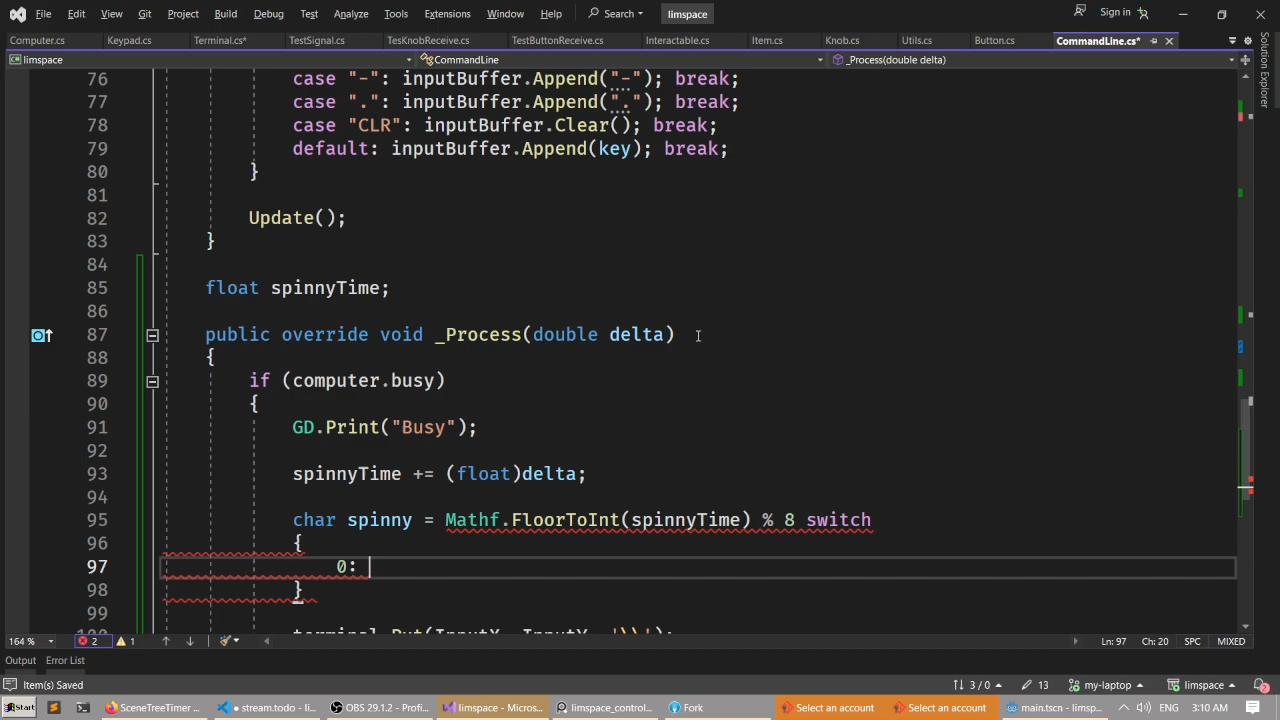 File Edit View Git Project Build Debug Test Analyze Tools Extensions Window Help Search limspace Sign in
Computer.cs Keypad.cs Terminal.cs* TestSignal.cs TesKnobReceive.cs TestButtonReceive.cs Interactable.cs Item.cs Knob.cs Utils.cs Button.cs CommandLine.cs*
limspace CommandLine _Process(double delta)
Solution Explorer
76 case "-": inputBuffer.Append("-"); break;
77 case ".": inputBuffer.Append("."); break;
78 case "CLR": inputBuffer.Clear(); break;
79 default: inputBuffer.Append(key); break;
80 }
81
82 Update();
83 }
84
85 float spinnyTime;
86
87 public override void _Process(double delta)
88 {
89 if (computer.busy)
90 {
91 GD.Print("Busy");
92
93 spinnyTime += (float)delta;
94
95 char spinny = Mathf.FloorToInt(spinnyTime) % 8 switch
96 {
97 0:
98 }
99
100 terminal.Put(InputX, InputY, '\\');
164 % 2 1 Ln: 97 Ch: 20 SPC MIXED
Output Error List
Item(s) Saved 3 / 0 13 my-laptop limspace 2
Start SceneTreeTimer ... stream.todo - li... OBS 29.1.2 - Profi... limspace - Micros... limspace_control... Fork Select an account Select an account main.tscn - limsp... ENG 3:10 AM